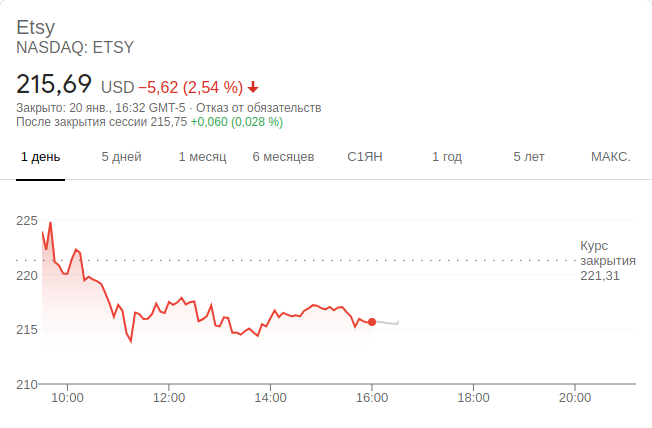 Etsy
NASDAQ: ETSY
215,69 USD −5,62 (2,54 %)
Закрыто: 20 янв., 16:32 GMT-5 · Отказ от обязательств
После закрытия сессии 215,75 +0,060 (0,028 %)
1 день 5 дней 1 месяц 6 месяцев С1ЯН 1 год 5 лет МАКС.
225
Курс
закрытия
221,31
220
215
210
10:00 12:00 14:00 16:00 18:00 20:00